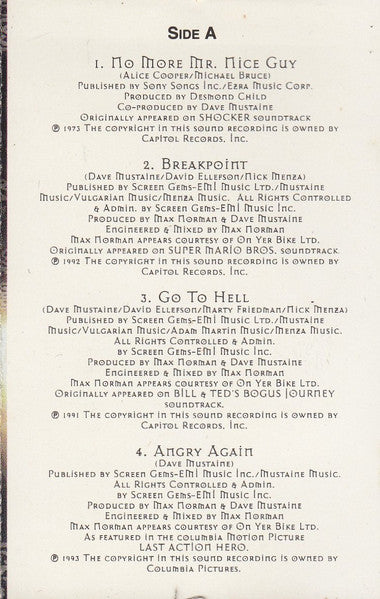 SIDE A
1. No More Mr. Nice Guy
(Alice Cooper/Michael Bruce)
Published by Sony Songs Inc./Ezra Music Corp.
Produced by Desmond Child
Co-produced by Dave Mustaine
Originally appeared on SHOCKER soundtrack
℗ 1973 The copyright in this sound recording is owned by
Capitol Records, Inc.
2. Breakpoint
(Dave Mustaine/David Ellefson/Nick Menza)
Published by Screen Gems-EMI Music Ltd./Mustaine
Music/Vulgarian Music/Menza Music. All Rights Controlled
& Admin. by Screen Gems-EMI Music Inc.
Produced by Max Norman & Dave Mustaine
Engineered & Mixed by Max Norman
Max Norman appears courtesy of On Yer Bike Ltd.
Originally appeared on SUPER MARIO BROS. soundtrack.
℗ 1992 The copyright in this sound recording is owned by
Capitol Records, Inc.
3. Go To Hell
(Dave Mustaine/David Ellefson/Marty Friedman/Nick Menza)
Published by Screen Gems-EMI Music Ltd./Mustaine
Music/Vulgarian Music/Adam Martin Music/Menza Music.
All Rights Controlled & Admin.
by Screen Gems-EMI Music Inc.
Produced by Max Norman & Dave Mustaine
Engineered & Mixed by Max Norman
Max Norman appears courtesy of On Yer Bike Ltd.
Originally appeared on BILL & TED'S BOGUS JOURNEY
soundtrack.
℗ 1991 The copyright in this sound recording is owned by
Capitol Records, Inc.
4. Angry Again
(Dave Mustaine)
Published by Screen Gems-EMI Music Inc./Mustaine Music.
All Rights Controlled & Admin.
by Screen Gems-EMI Music Inc.
Produced by Max Norman & Dave Mustaine
Engineered & Mixed by Max Norman
Max Norman appears courtesy of On Yer Bike Ltd.
As featured in the columbia Motion Picture
LAST ACTION HERO.
℗ 1993 The copyright in this sound recording is owned by
Columbia Pictures.